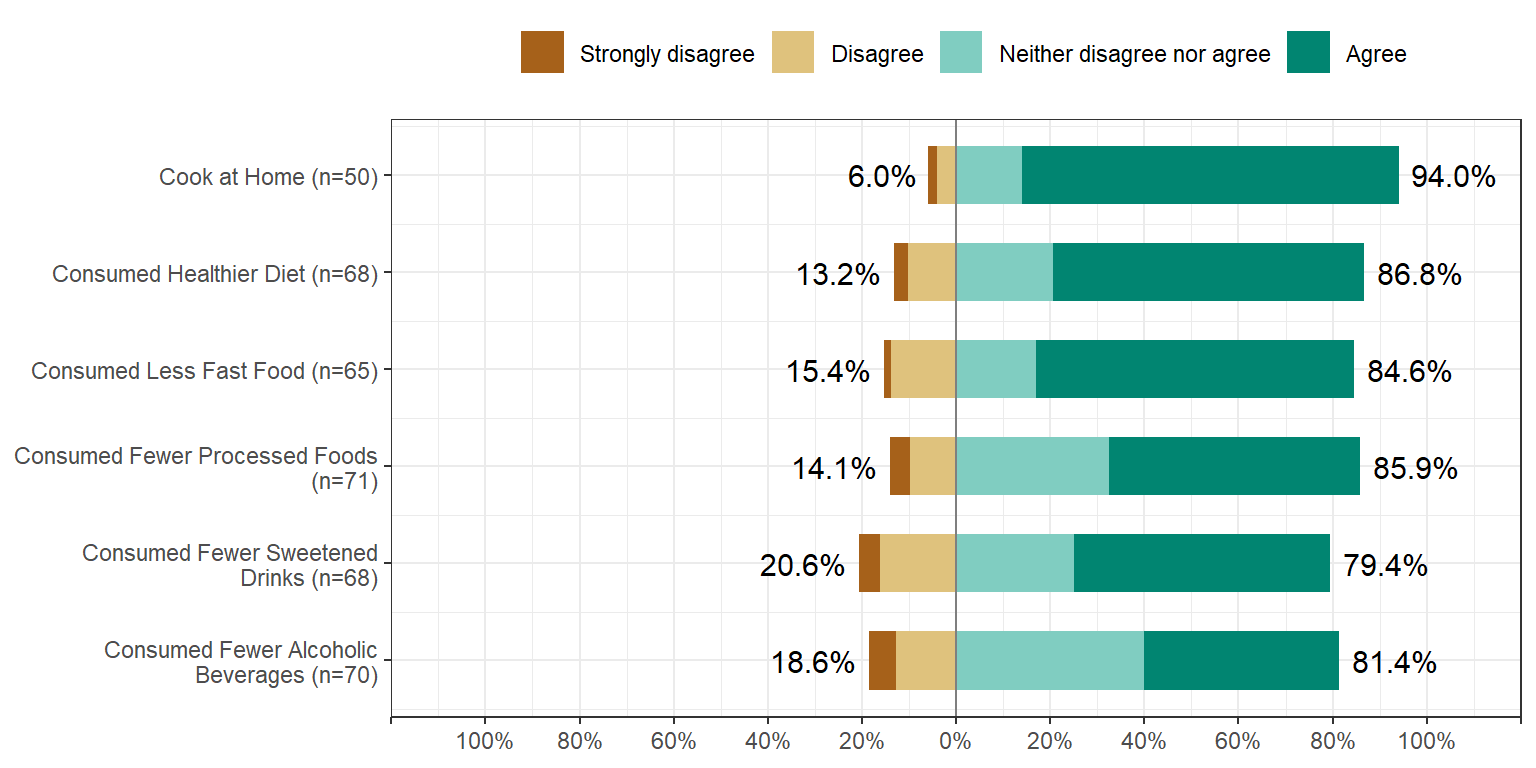 Strongly disagree Disagree Neither disagree nor agree Agree
Cook at Home (n=50) 6.0% 94.0%
Consumed Healthier Diet (n=68) 13.2% 86.8%
Consumed Less Fast Food (n=65) 15.4% 84.6%
Consumed Fewer Processed Foods
(n=71) 14.1% 85.9%
Consumed Fewer Sweetened
Drinks (n=68) 20.6% 79.4%
Consumed Fewer Alcoholic
Beverages (n=70) 18.6% 81.4%
100% 80% 60% 40% 20% 0% 20% 40% 60% 80% 100%